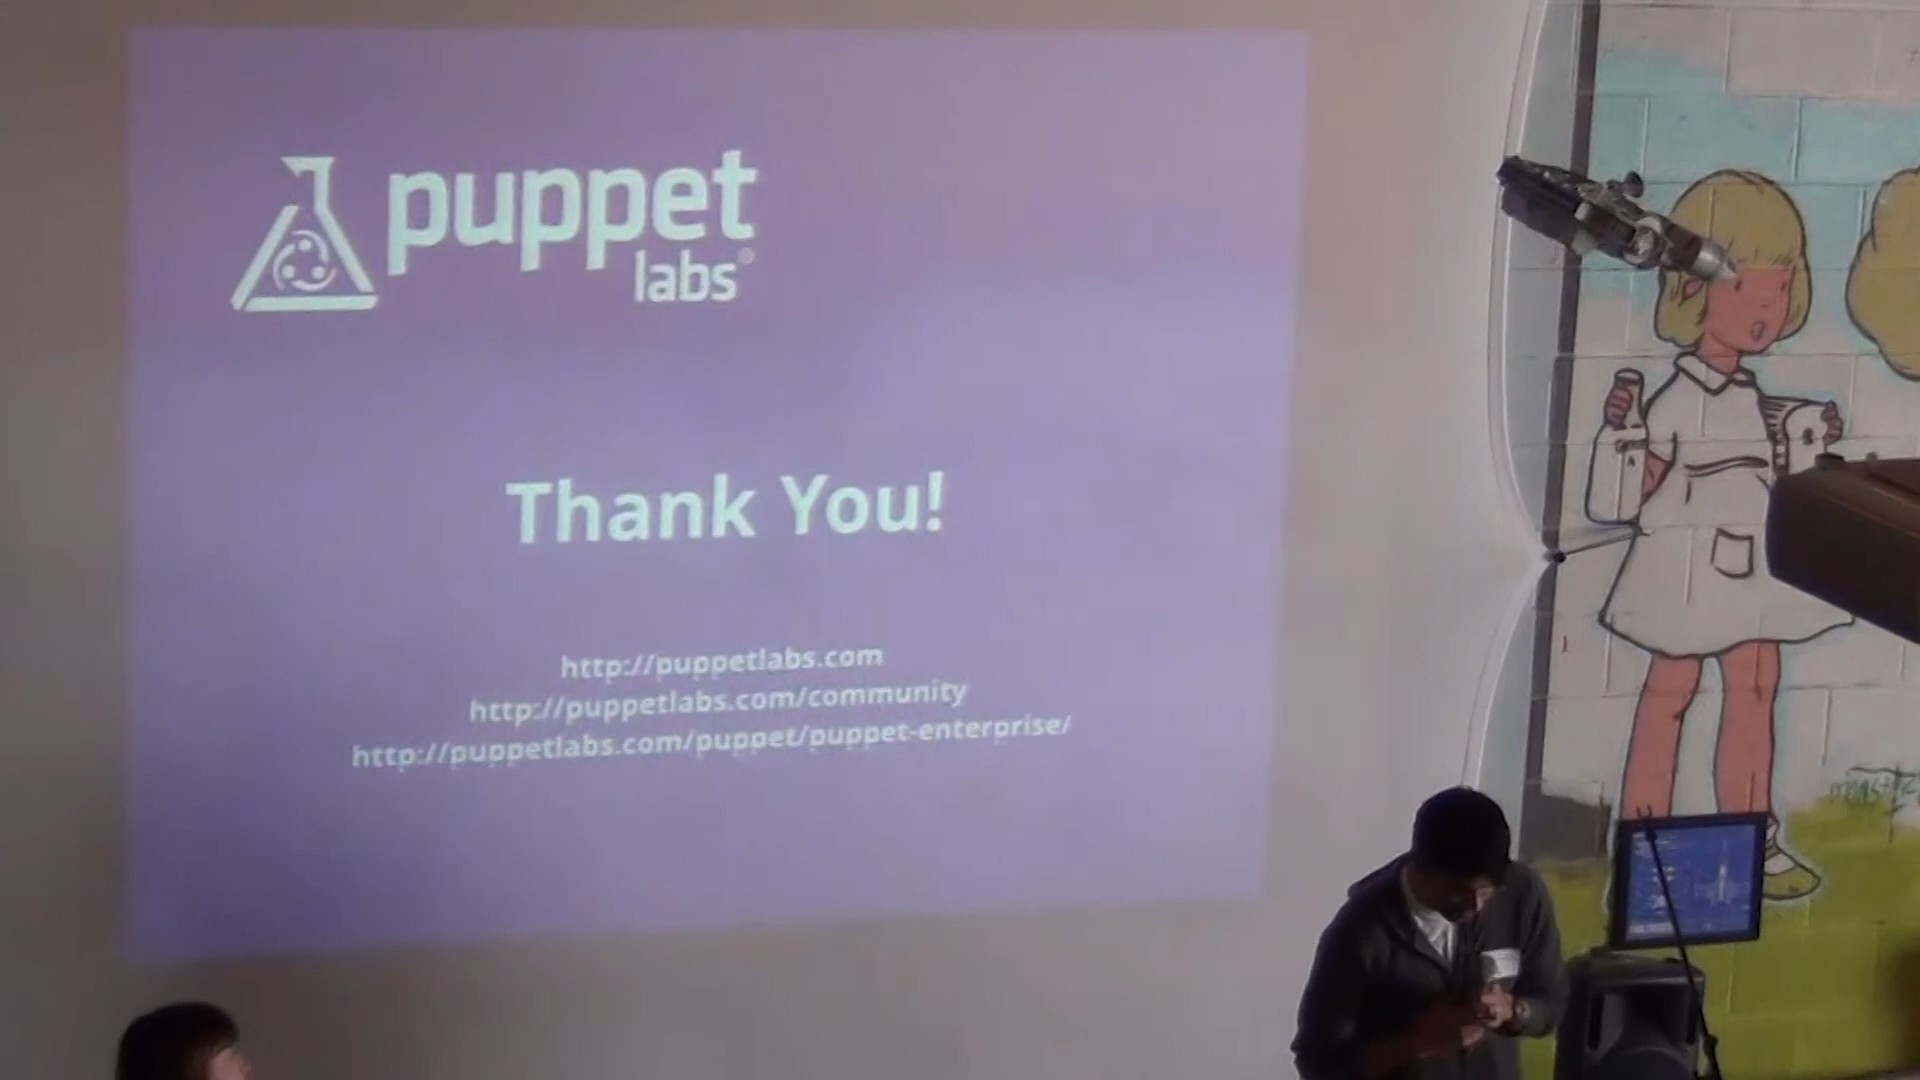 puppet
labs®
Thank You!
http://puppetlabs.com
http://puppetlabs.com/community
http://puppetlabs.com/puppet/puppet-enterprise/